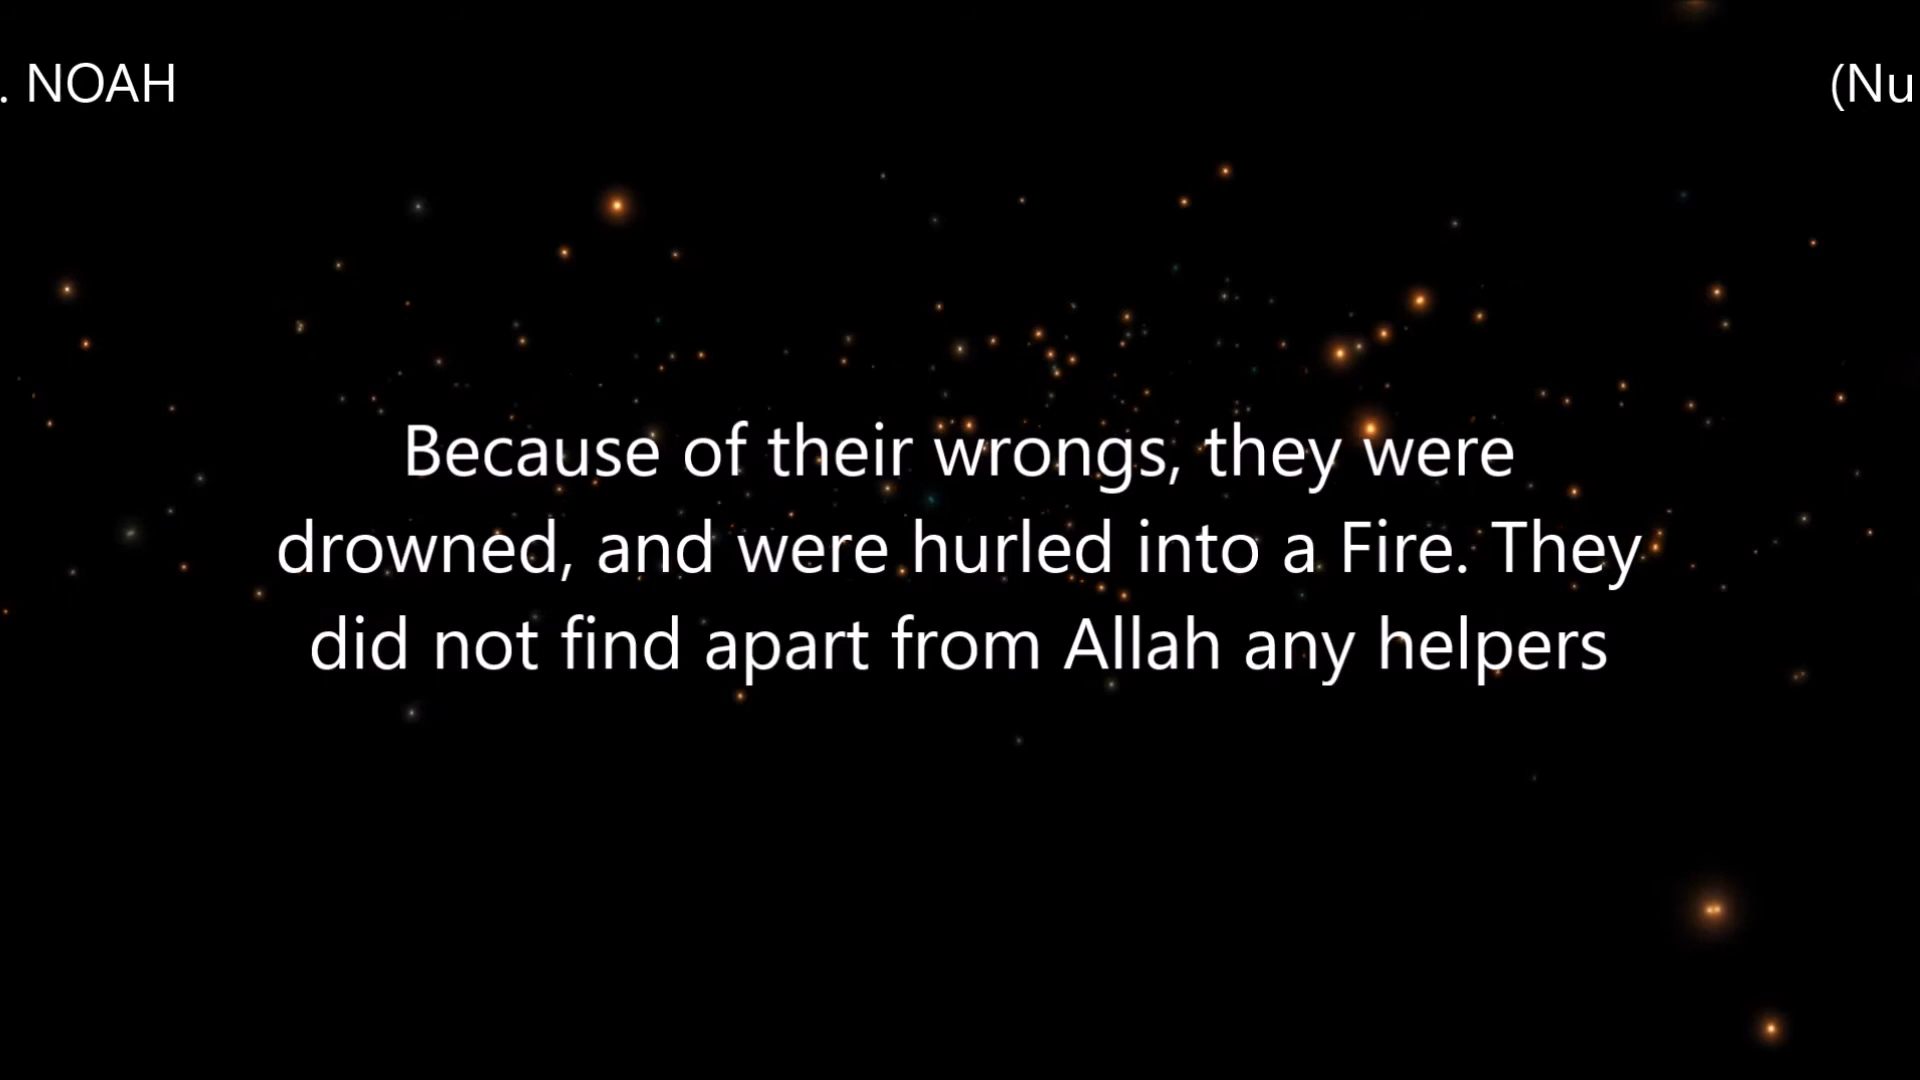 . NOAH
(Nu
Because of their wrongs, they were
drowned, and were hurled into a Fire. They
did not find apart from Allah any helpers